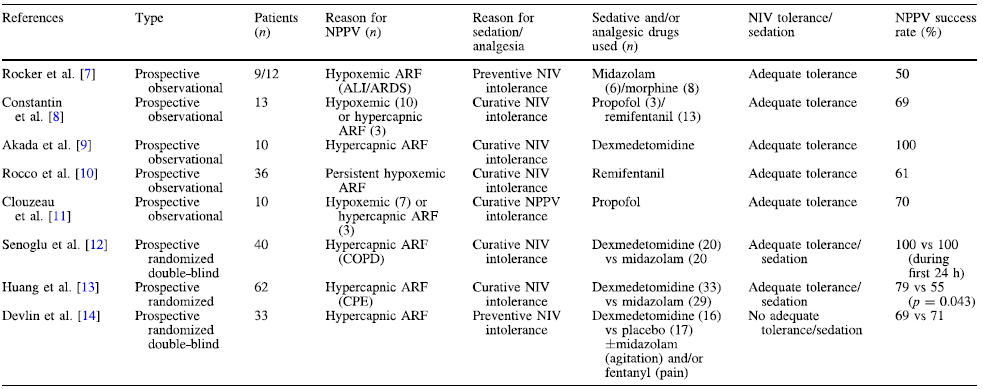 References Type Patients Reason for Reason for Sedative and/or NIV tolerance/ NPPV success
(n) NPPV (n) sedation/ analgesic drugs sedation rate (%)
analgesia used (n)
Rocker et al. [7] Prospective 9/12 Hypoxemic ARF Preventive NIV Midazolam Adequate tolerance 50
observational (ALI/ARDS) intolerance (6)/morphine (8)
Constantin Prospective 13 Hypoxemic (10) Curative NIV Propofol (3)/ Adequate tolerance 69
et al. [8] observational or hypercapnic intolerance remifentanil (13)
ARF (3)
Akada et al. [9] Prospective 10 Hypercapnic ARF Curative NIV Dexmedetomidine Adequate tolerance 100
observational intolerance
Rocco et al. [10] Prospective 36 Persistent hypoxemic Curative NIV Remifentanil Adequate tolerance 61
observational ARF intolerance
Clouzeau Prospective 10 Hypoxemic (7) or Curative NPPV Propofol Adequate tolerance 70
et al. [11] observational hypercapnic ARF intolerance
(3)
Senoglu et al. [12] Prospective 40 Hypercapnic ARF Curative NIV Dexmedetomidine (20) Adequate tolerance/ 100 vs 100
randomized (COPD) intolerance vs midazolam (20 sedation (during
double-blind first 24 h)
Huang et al. [13] Prospective 62 Hypercapnic ARF Curative NIV Dexmedetomidine (33) Adequate tolerance/ 79 vs 55
randomized (CPE) intolerance vs midazolam (29) sedation (p = 0.043)
Devlin et al. [14] Prospective 33 Hypercapnic ARF Preventive NIV Dexmedetomidine (16) No adequate 69 vs 71
randomized intolerance vs placebo (17) tolerance/sedation
double-blind ±midazolam
(agitation) and/or
fentanyl (pain)